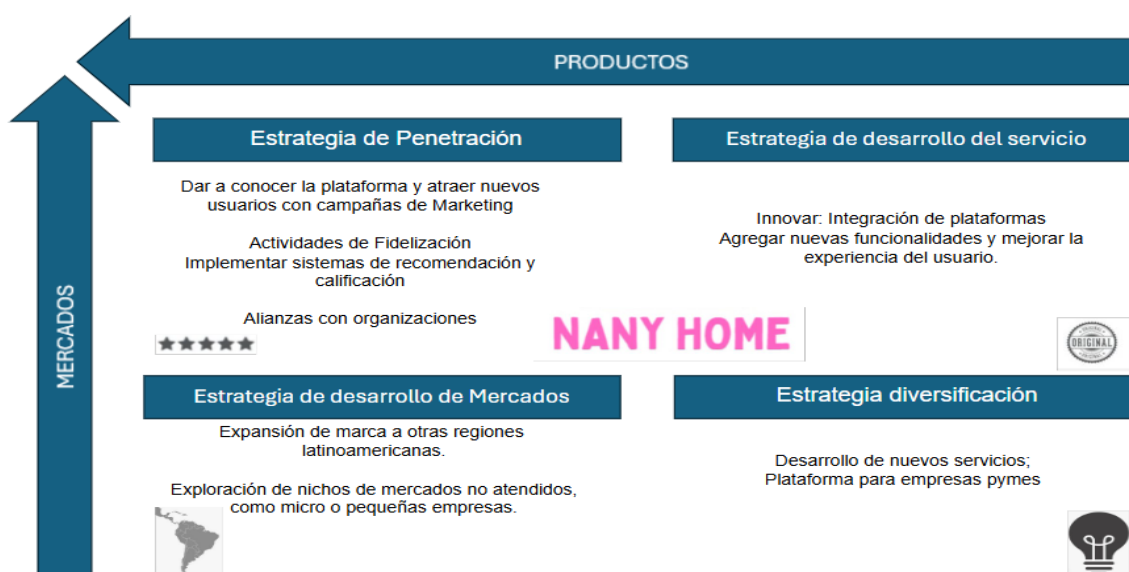 PRODUCTOS
MERCADOS
Estrategia de Penetración
Dar a conocer la plataforma y atraer nuevos
usuarios con campañas de Marketing
Actividades de Fidelización
Implementar sistemas de recomendación y
calificación
Alianzas con organizaciones
Estrategia de desarrollo del servicio
Innovar: Integración de plataformas
Agregar nuevas funcionalidades y mejorar la
experiencia del usuario.
NANY HOME
ORIGINAL
Estrategia de desarrollo de Mercados
Expansión de marca a otras regiones
latinoamericanas.
Exploración de nichos de mercados no atendidos,
como micro o pequeñas empresas.
Estrategia diversificación
Desarrollo de nuevos servicios;
Plataforma para empresas pymes